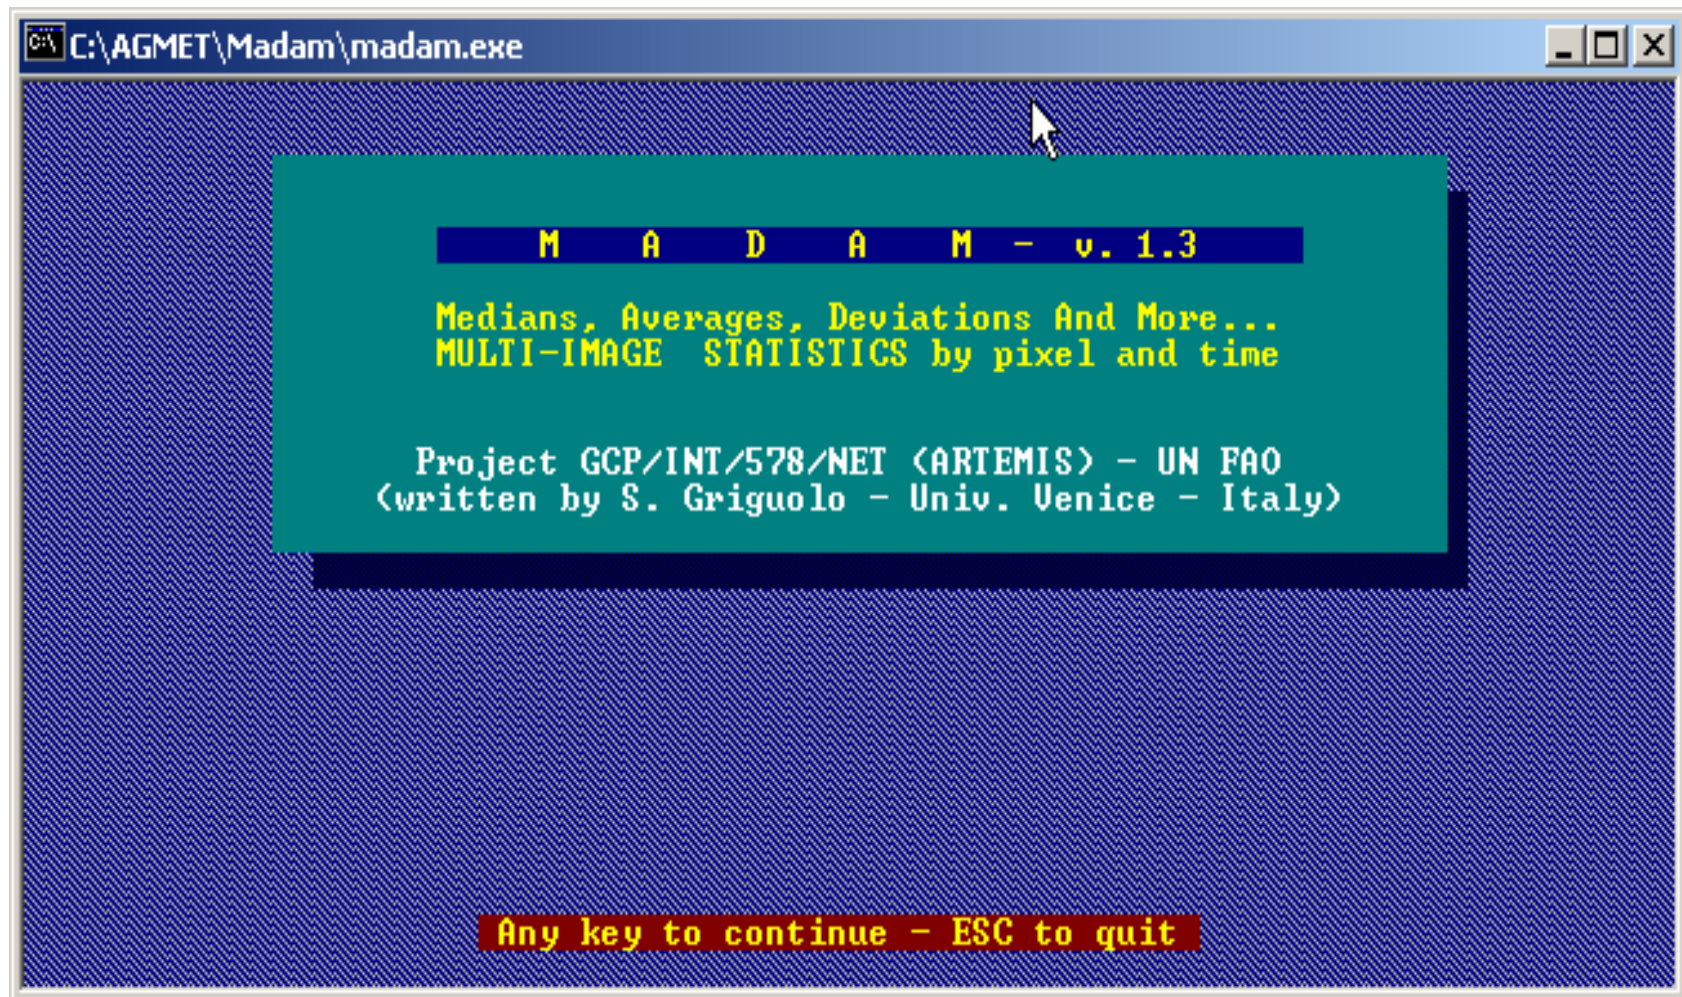 C:\AGMET\Madam\madam.exe
M A D A M - v. 1.3
Medians, Averages, Deviations And More...
MULTI-IMAGE STATISTICS by pixel and time
Project GCP/INT/578/NET (ARTEMIS) - UN FAO
(written by S. Griguolo - Univ. Venice - Italy)
Any key to continue - ESC to quit